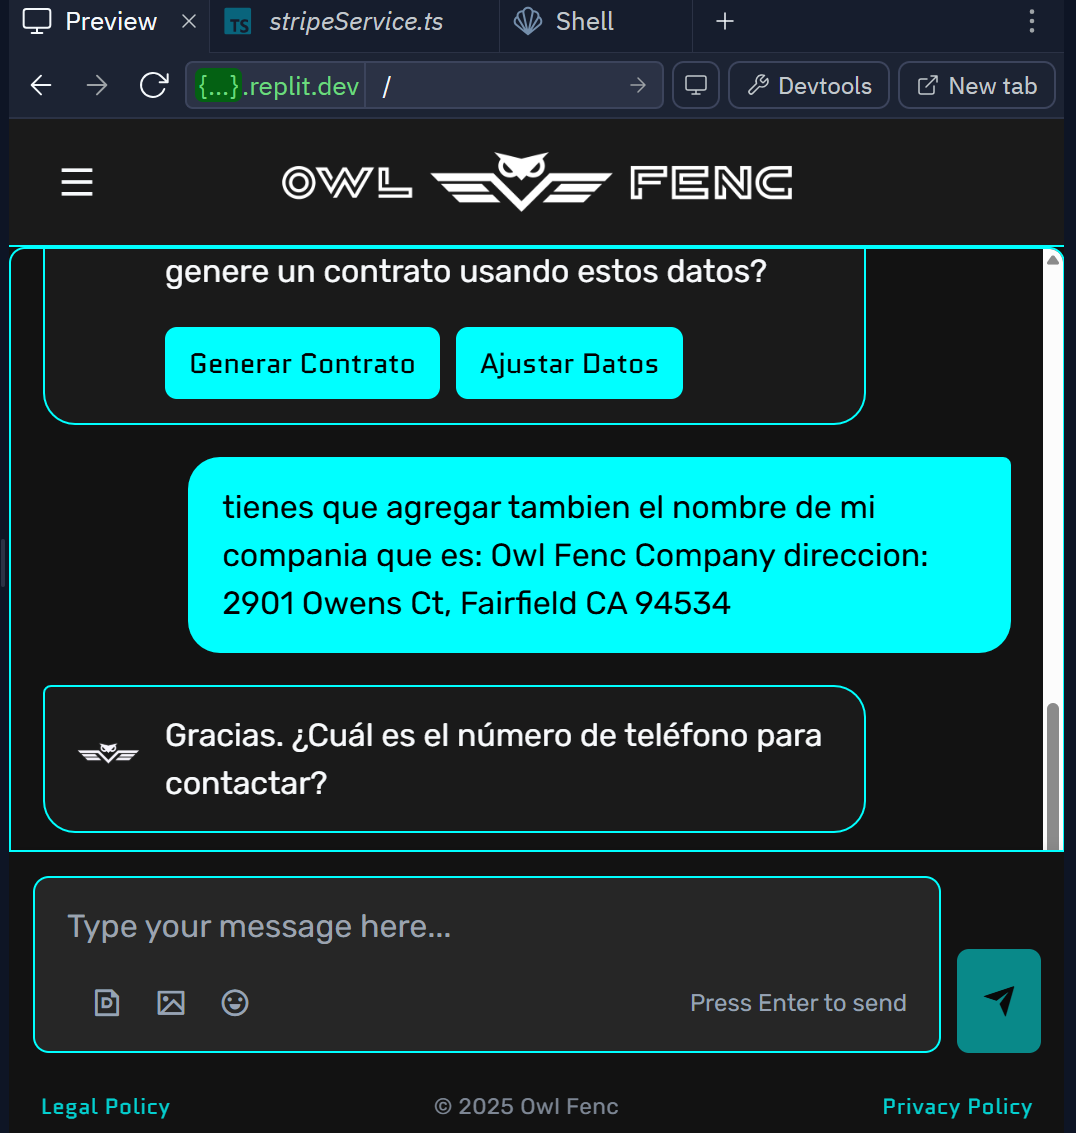 Preview
TS stripeService.ts
Shell
{...}.replit.dev /
Devtools
New tab
OWL FENC
genere un contrato usando estos datos?
Generar Contrato
Ajustar Datos
tienes que agregar tambien el nombre de mi
compania que es: Owl Fenc Company direccion:
2901 Owens Ct, Fairfield CA 94534
Gracias. ¿Cuál es el número de teléfono para
contactar?
Type your message here...
Press Enter to send
Legal Policy
© 2025 Owl Fenc
Privacy Policy